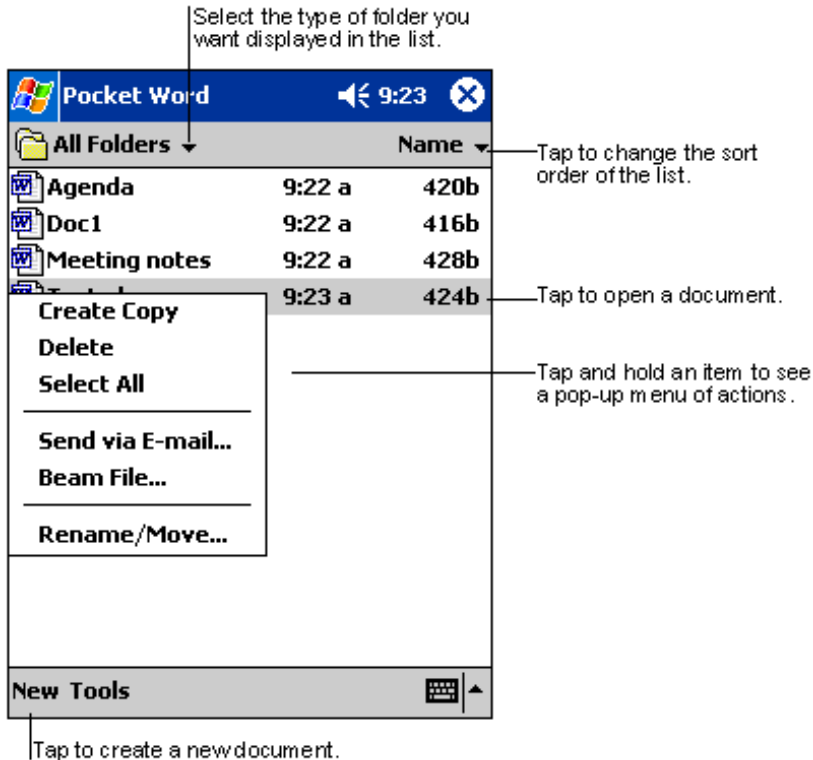 Select the type of folder you
want displayed in the list.
Pocket Word 9:23
All Folders Name
Tap to change the sort
order of the list.
Agenda 9:22 a 420b
Doc1 9:22 a 416b
Meeting notes 9:22 a 428b
9:23 a 424b
Tap to open a document.
Create Copy
Delete
Select All
Tap and hold an item to see
a pop-up menu of actions.
Send via E-mail...
Beam File...
Rename/Move...
New Tools
Tap to create a new document.